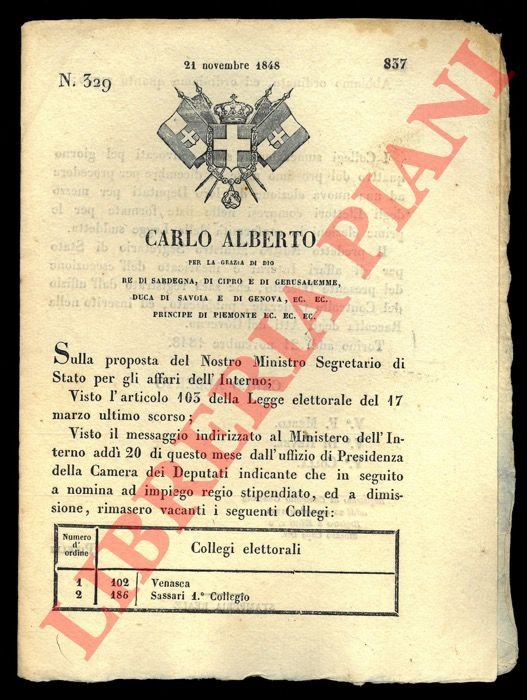 21 novembre 1848
837
N. 329
CARLO ALBERTO
PER LA GRAZIA DI DIO
RE DI SARDEGNA, DI CIPRO E DI GERUSALEMME,
DUCA DI SAVOIA E DI GENOVA, EC. EC.
PRINCIPE DI PIEMONTE EC. EC. EC.
Sulla proposta del Nostro Ministro Segretario di
Stato per gli affari dell'Interno;
Visto l'articolo 103 della Legge elettorale del 17
marzo ultimo scorso;
Visto il messaggio indirizzato al Ministero dell'In-
terno addì 20 di questo mese dall'uffizio di Presidenza
della Camera dei Deputati indicante che in seguito
a nomina ad impiego regio stipendiato, ed a dimis-
sione, rimasero vacanti i seguenti Collegi:
Numero d'ordine
Collegi elettorali
1 102 Venasca
2 186 Sassari 1.º Collegio
LIBRERIA PIANI